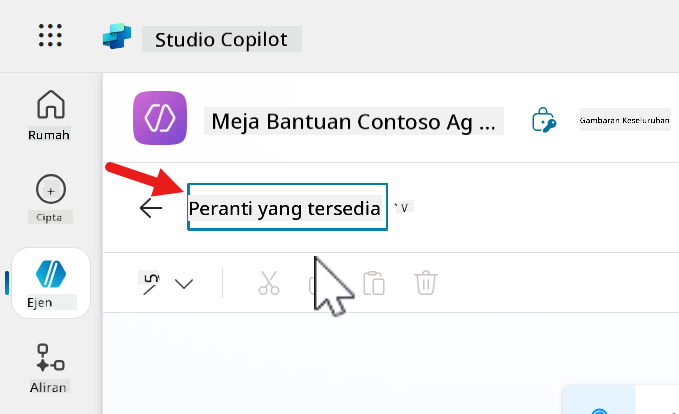 Studio Copilot
Meja Bantuan Contoso Ag ...
Gambaran Keseluruhan
Rumah
Peranti yang tersedia
Cipta
Ejen
Aliran